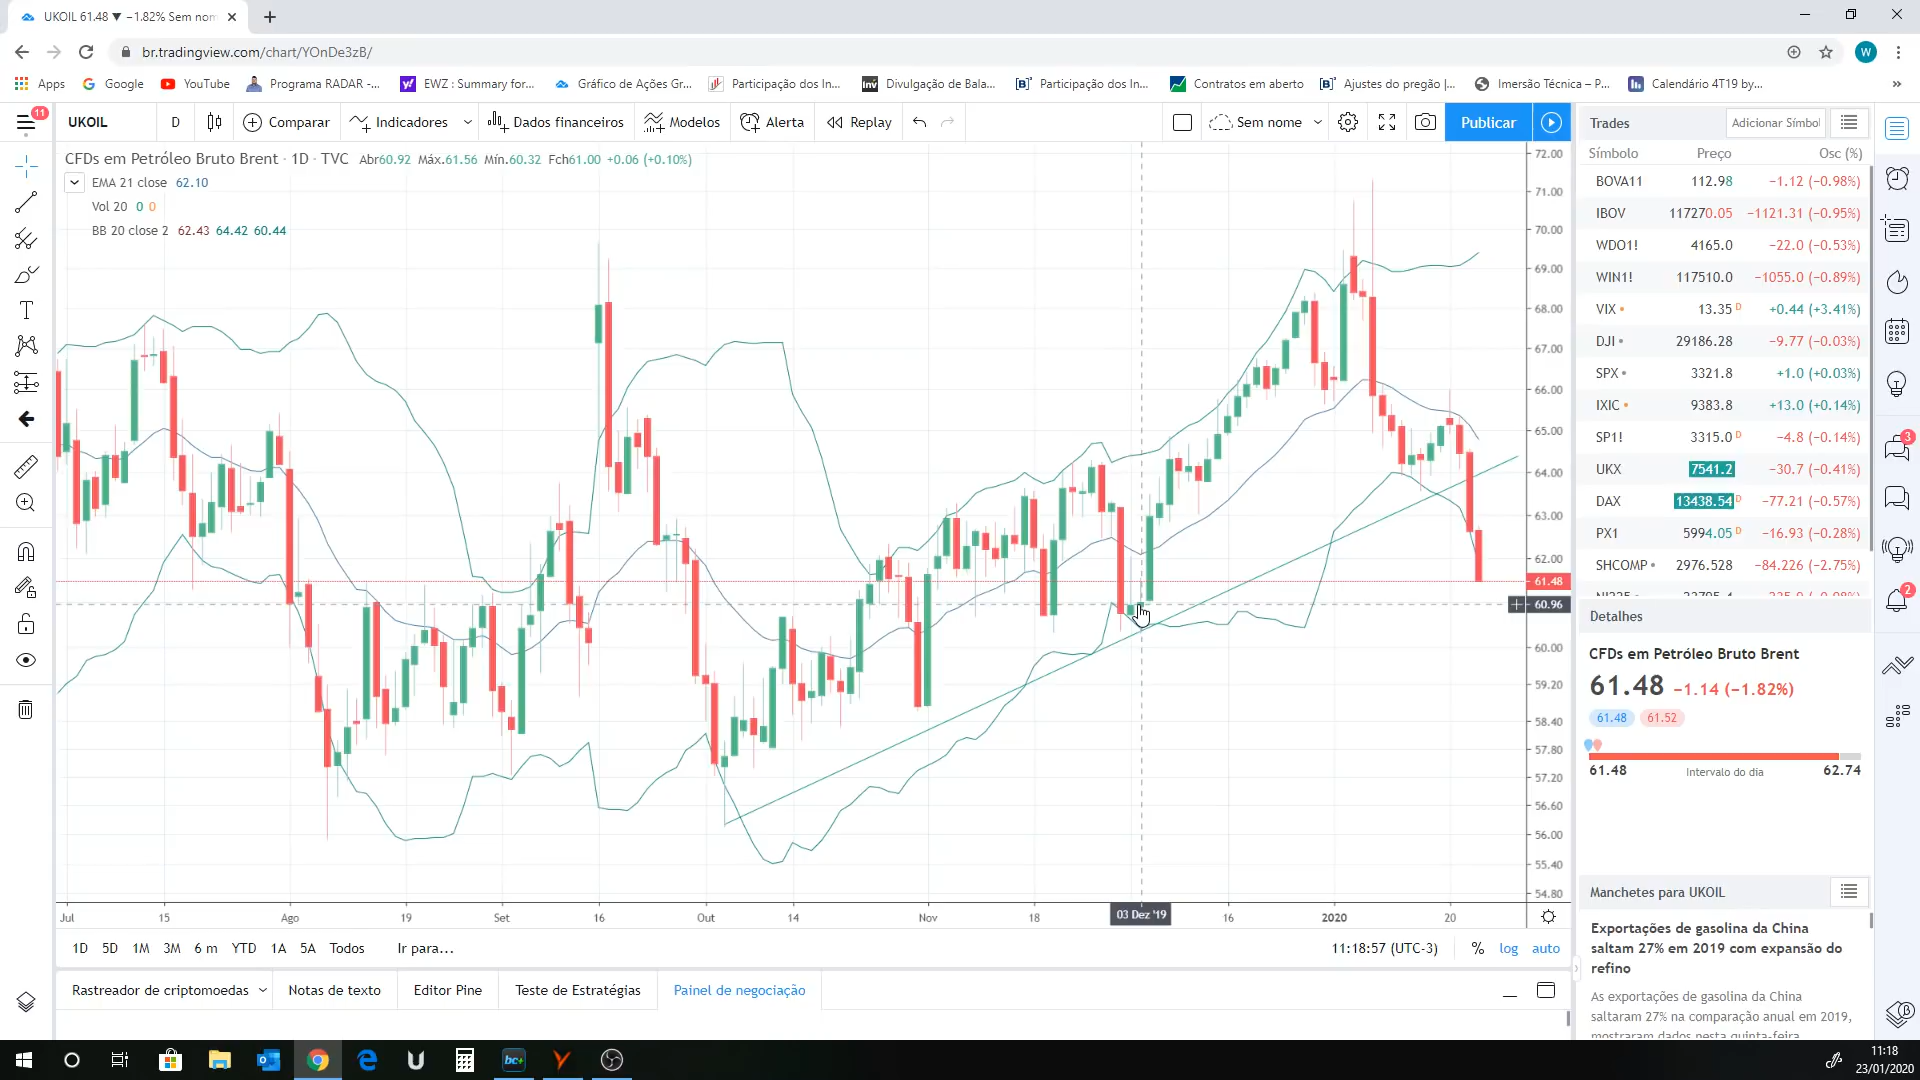 UKOIL 61.48 ▼ −1.82% Sem nom
br.tradingview.com/chart/YOnDe3zB/
W
Apps Google YouTube Programa RADAR -... EWZ : Summary for... Gráfico de Ações Gr... Participação dos In... Divulgação de Bala... Participação dos In... Contratos em aberto Ajustes do pregão |... Imersão Técnica – P... Calendário 4T19 by... »
11
UKOIL D Comparar Indicadores Dados financeiros Modelos Alerta Replay Sem nome Publicar
CFDs em Petróleo Bruto Brent · 1D · TVC Abr60.92 Máx.61.56 Mín.60.32 Fch61.00 +0.06 (+0.10%)
EMA 21 close 62.10
Vol 20 0 0
BB 20 close 2 62.43 64.42 60.44
72.00
71.00
70.00
69.00
68.00
67.00
66.00
65.00
64.00
63.00
62.00
61.48
60.96
60.00
59.20
58.40
57.80
57.20
56.60
56.00
55.40
54.80
Jul 15 Ago 19 Set 16 Out 14 Nov 18 03 Dez '19 16 2020 20
1D 5D 1M 3M 6 m YTD 1A 5A Todos Ir para... 11:18:57 (UTC-3) % log auto
Rastreador de criptomoedas Notas de texto Editor Pine Teste de Estratégias Painel de negociação
Trades Adicionar Símbol
Símbolo Preço Osc (%)
BOVA11 112.98 −1.12 (−0.98%)
IBOV 117270.05 −1121.31 (−0.95%)
WDO1! 4165.0 −22.0 (−0.53%)
WIN1! 117510.0 −1055.0 (−0.89%)
VIX 13.35 D +0.44 (+3.41%)
DJI 29186.28 −9.77 (−0.03%)
SPX 3321.8 +1.0 (+0.03%)
IXIC 9383.8 +13.0 (+0.14%)
SP1! 3315.0 D −4.8 (−0.14%)
UKX 7541.2 −30.7 (−0.41%)
DAX 13438.54 D −77.21 (−0.57%)
PX1 5994.05 D −16.93 (−0.28%)
SHCOMP 2976.528 −84.226 (−2.75%)
Detalhes
CFDs em Petróleo Bruto Brent
61.48 −1.14 (−1.82%)
61.48 61.52
61.48 Intervalo do dia 62.74
Manchetes para UKOIL
Exportações de gasolina da China
saltam 27% em 2019 com expansão do
refino
As exportações de gasolina da China
saltaram 27% na comparação anual em 2019,
mostraram dados nesta quinta-feira
3
2
bc+
11:18
23/01/2020